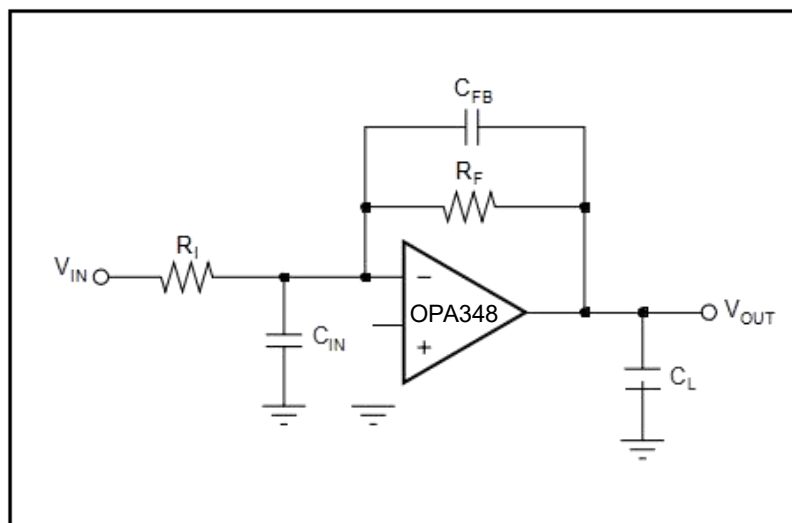 C_FB
R_F
R_I
V_IN
−
OPA348
V_OUT
C_IN
+
C_L